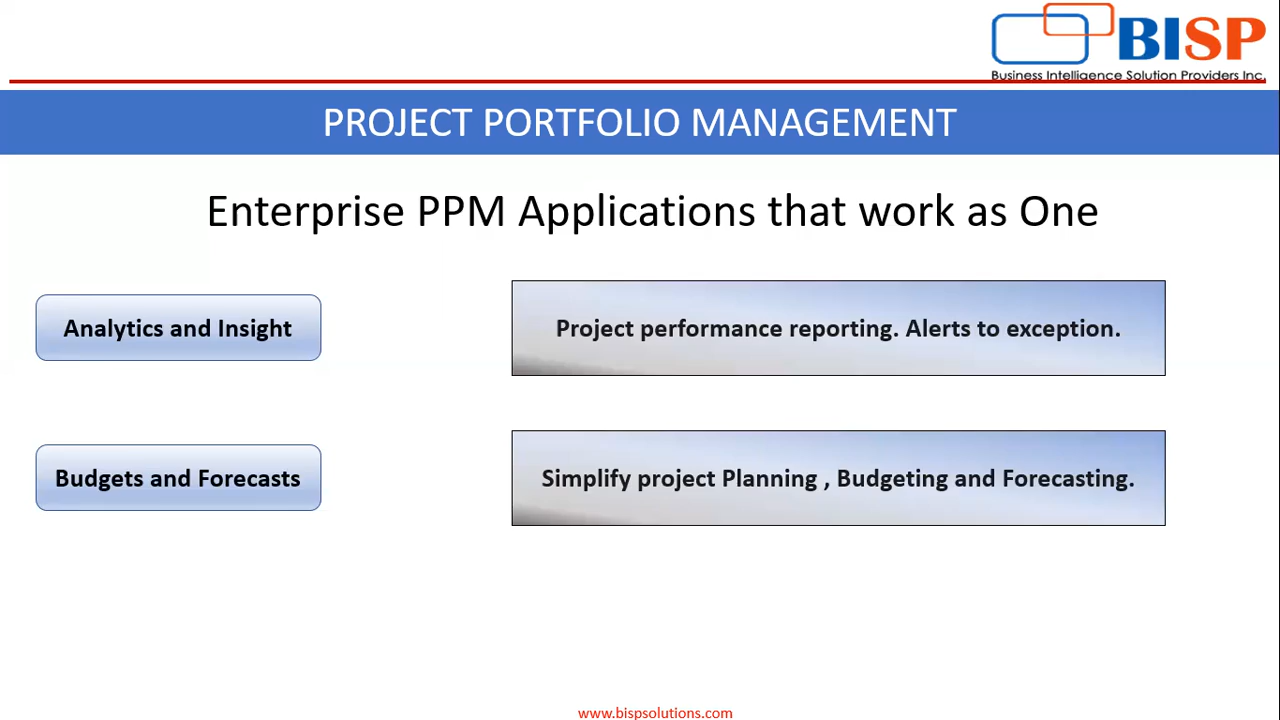 BISP
Business Intelligence Solution Providers Inc.
PROJECT PORTFOLIO MANAGEMENT
Enterprise PPM Applications that work as One
Analytics and Insight
Project performance reporting. Alerts to exception.
Budgets and Forecasts
Simplify project Planning , Budgeting and Forecasting.
www.bispsolutions.com